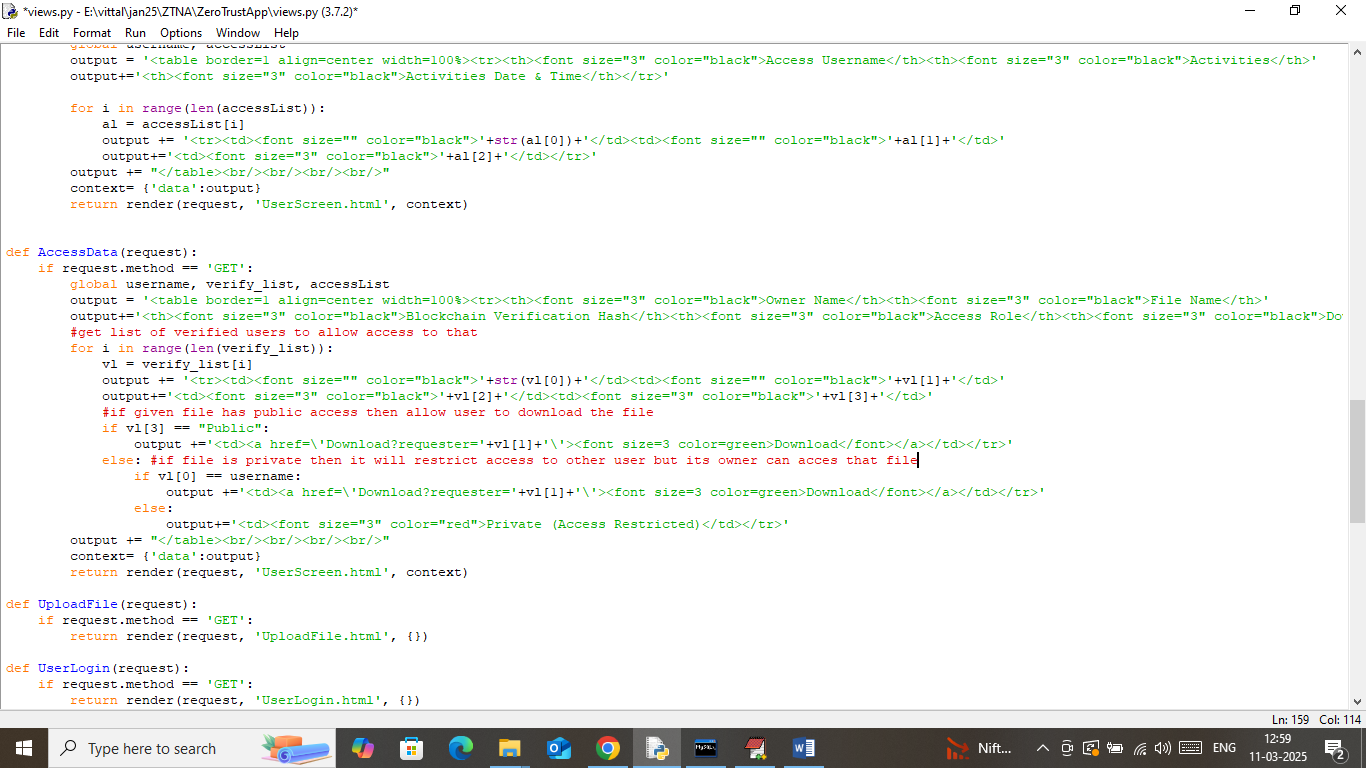 *views.py - E:\vittal\jan25\ZTNA\ZeroTrustApp\views.py (3.7.2)*
File Edit Format Run Options Window Help
global username, accessList
output = '<table border=1 align=center width=100%><tr><th><font size="3" color="black">Access Username</th><th><font size="3" color="black">Activities</th>'
output+='<th><font size="3" color="black">Activities Date & Time</th></tr>'
for i in range(len(accessList)):
al = accessList[i]
output += '<tr><td><font size="" color="black">'+str(al[0])+'</td><td><font size="" color="black">'+al[1]+'</td>'
output+='<td><font size="3" color="black">'+al[2]+'</td></tr>'
output += "</table><br/><br/><br/><br/>"
context= {'data':output}
return render(request, 'UserScreen.html', context)
def AccessData(request):
if request.method == 'GET':
global username, verify_list, accessList
output = '<table border=1 align=center width=100%><tr><th><font size="3" color="black">Owner Name</th><th><font size="3" color="black">File Name</th>'
output+='<th><font size="3" color="black">Blockchain Verification Hash</th><th><font size="3" color="black">Access Role</th><th><font size="3" color="black">Do
#get list of verified users to allow access to that
for i in range(len(verify_list)):
vl = verify_list[i]
output += '<tr><td><font size="" color="black">'+str(vl[0])+'</td><td><font size="" color="black">'+vl[1]+'</td>'
output+='<td><font size="3" color="black">'+vl[2]+'</td><td><font size="3" color="black">'+vl[3]+'</td>'
#if given file has public access then allow user to download the file
if vl[3] == "Public":
output +='<td><a href=\'Download?requester='+vl[1]+'\'><font size=3 color=green>Download</font></a></td></tr>'
else: #if file is private then it will restrict access to other user but its owner can acces that file
if vl[0] == username:
output +='<td><a href=\'Download?requester='+vl[1]+'\'><font size=3 color=green>Download</font></a></td></tr>'
else:
output+='<td><font size="3" color="red">Private (Access Restricted)</td></tr>'
output += "</table><br/><br/><br/><br/>"
context= {'data':output}
return render(request, 'UserScreen.html', context)
def UploadFile(request):
if request.method == 'GET':
return render(request, 'UploadFile.html', {})
def UserLogin(request):
if request.method == 'GET':
return render(request, 'UserLogin.html', {})
Ln: 159 Col: 114
Type here to search
Nift...
ENG
12:59
11-03-2025
2